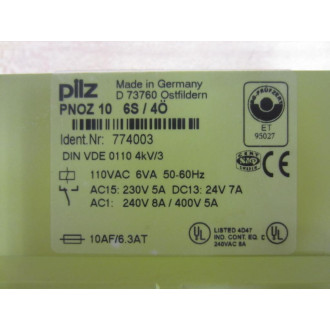 pilz
Made in Germany
D 73760 Ostfildern
PNOZ 10 6S / 4Ö
Ident.Nr: 774003
DIN VDE 0110 4kV/3
110VAC 6VA 50-60Hz
AC15: 230V 5A DC13: 24V 7A
AC1: 240V 8A / 400V 5A
10AF/6.3AT
ET
95027
UL
LISTED 4D47
IND. CONT. EQ. E
240VAC 8A
UL